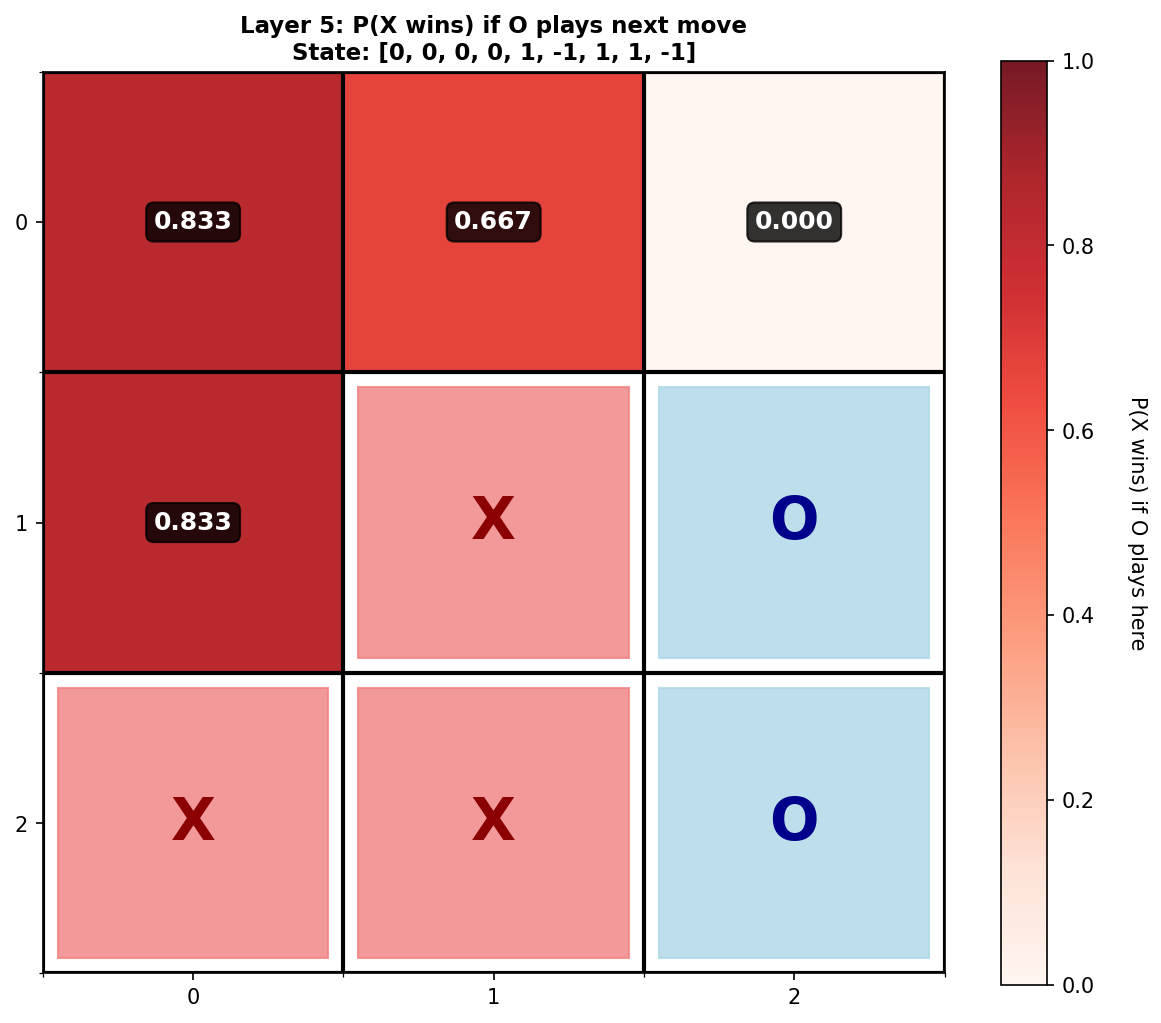 Layer 5: P(X wins) if O plays next move
State: [0, 0, 0, 0, 1, -1, 1, 1, -1]
0
0.833
0.667
0.000
1
0.833
X
O
2
X
X
O
0
1
2
1.0
0.8
0.6
0.4
0.2
0.0
P(X wins) if O plays here